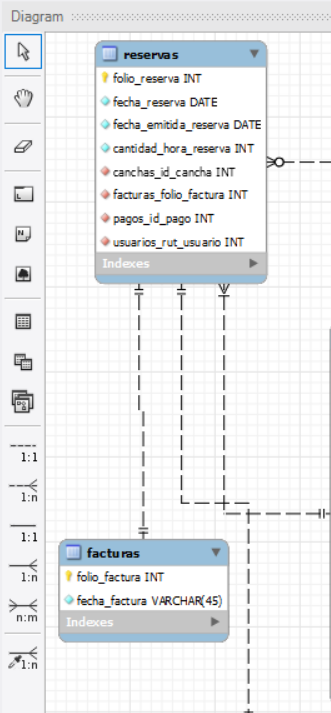 Diagram
reservas
folio_reserva INT
fecha_reserva DATE
fecha_emitida_reserva DATE
cantidad_hora_reserva INT
canchas_id_cancha INT
facturas_folio_factura INT
pagos_id_pago INT
usuarios_rut_usuario INT
Indexes
1:1
1:n
1:1
1:n
n:m
1:n
facturas
folio_factura INT
fecha_factura VARCHAR(45)
Indexes